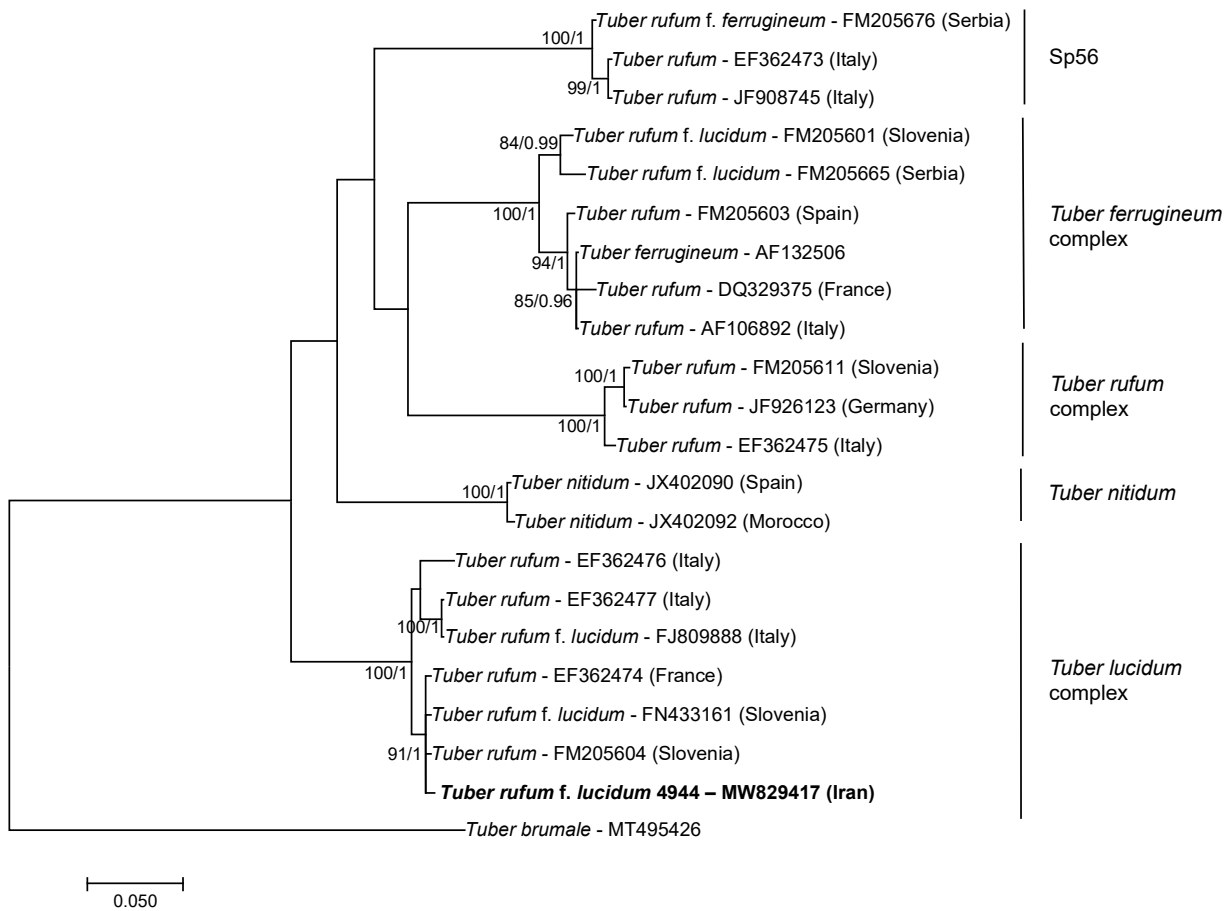 Tuber rufum f. ferrugineum - FM205676 (Serbia)
100/1
Tuber rufum - EF362473 (Italy)
Sp56
99/1
Tuber rufum - JF908745 (Italy)
Tuber rufum f. lucidum - FM205601 (Slovenia)
84/0.99
Tuber rufum f. lucidum - FM205665 (Serbia)
100/1
Tuber rufum - FM205603 (Spain)
Tuber ferrugineum
complex
Tuber ferrugineum - AF132506
94/1
Tuber rufum - DQ329375 (France)
85/0.96
Tuber rufum - AF106892 (Italy)
Tuber rufum - FM205611 (Slovenia)
100/1
Tuber rufum
complex
Tuber rufum - JF926123 (Germany)
100/1
Tuber rufum - EF362475 (Italy)
Tuber nitidum - JX402090 (Spain)
100/1
Tuber nitidum
Tuber nitidum - JX402092 (Morocco)
Tuber rufum - EF362476 (Italy)
Tuber rufum - EF362477 (Italy)
100/1
Tuber rufum f. lucidum - FJ809888 (Italy)
100/1
Tuber rufum - EF362474 (France)
Tuber lucidum
complex
Tuber rufum f. lucidum - FN433161 (Slovenia)
91/1
Tuber rufum - FM205604 (Slovenia)
Tuber rufum f. lucidum 4944 – MW829417 (Iran)
Tuber brumale - MT495426
0.050